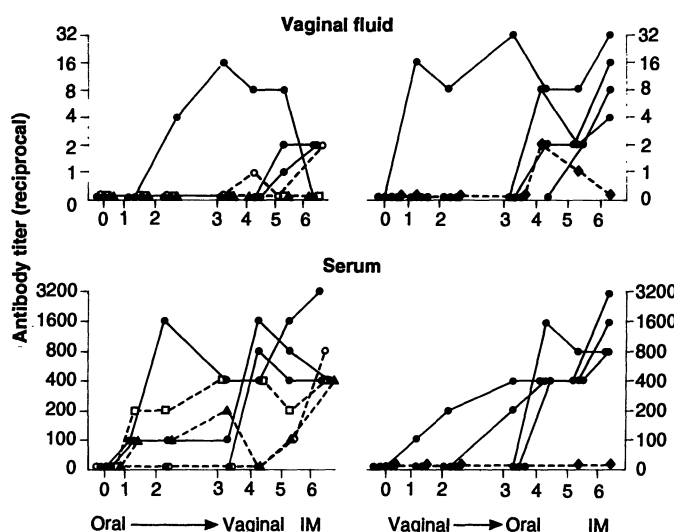 Vaginal fluid
32 32
16 16
8 8
4 4
2 2
1 1
0 0
0 1 2 3 4 5 6 0 1 2 3 4 5 6
Antibody titer (reciprocal)
Serum
3200 3200
1600 1600
800 800
400 400
200 200
100 100
0 0
0 1 2 3 4 5 6 0 1 2 3 4 5 6
Oral → Vaginal IM Vaginal → Oral IM